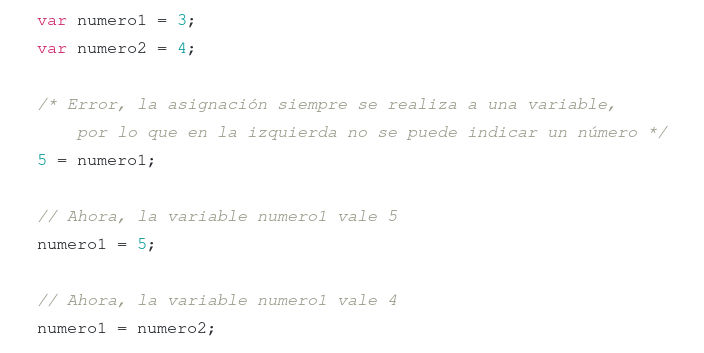 var numero1 = 3;
var numero2 = 4;
/* Error, la asignación siempre se realiza a una variable,
por lo que en la izquierda no se puede indicar un número */
5 = numero1;
// Ahora, la variable numero1 vale 5
numero1 = 5;
// Ahora, la variable numero1 vale 4
numero1 = numero2;